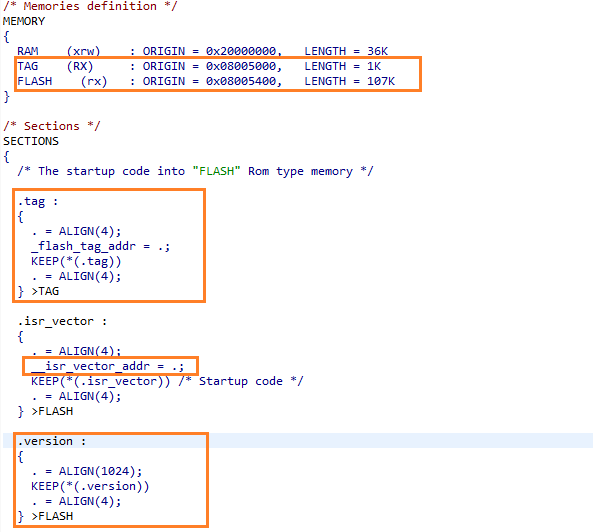 /* Memories definition */
MEMORY
{
  RAM    (xrw)    : ORIGIN = 0x20000000,   LENGTH = 36K
  TAG    (RX)    : ORIGIN = 0x08005000,   LENGTH = 1K
  FLASH    (rx)    : ORIGIN = 0x08005400,   LENGTH = 107K
}

/* Sections */
SECTIONS
{
  /* The startup code into "FLASH" Rom type memory */

  .tag :
  {
    . = ALIGN(4);
    _flash_tag_addr = .;
    KEEP(*(.tag))
    . = ALIGN(4);
  } >TAG

  .isr_vector :
  {
    . = ALIGN(4);
    __isr_vector_addr = .;
    KEEP(*(.isr_vector)) /* Startup code */
    . = ALIGN(4);
  } >FLASH

  .version :
  {
    . = ALIGN(1024);
    KEEP(*(.version))
    . = ALIGN(4);
  } >FLASH